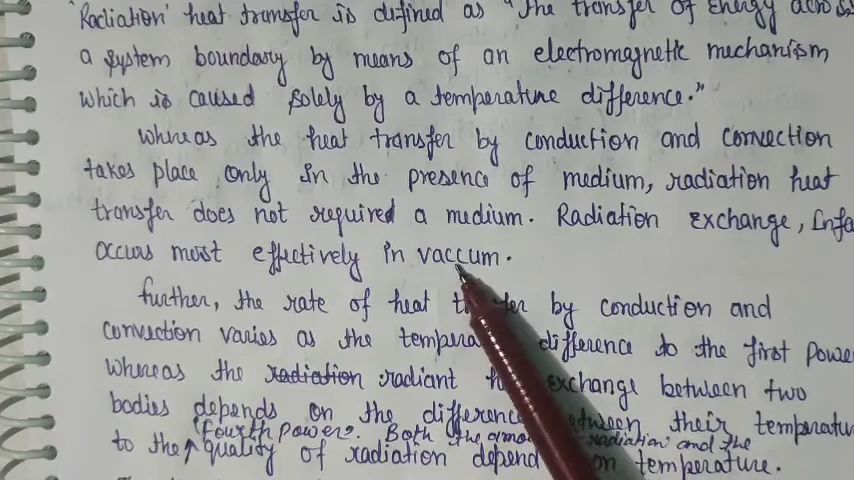 'Radiation' heat transfer is defined as "the transfer of energy across
a system boundary by means of an electromagnetic mechanism
which is caused solely by a temperature difference."
Whereas the heat transfer by conduction and convection
takes place only in the presence of medium, radiation heat
transfer does not required a medium. Radiation exchange, Infa
occurs most effectively in vaccum.
further, the rate of heat by conduction and
convection varies as the difference to the first power
whereas the radiation radiant exchange between two
bodies depends on the difference between their temperatu
'fourth power'. Both the radiation and the
to the quality of radiation depend on temperature.